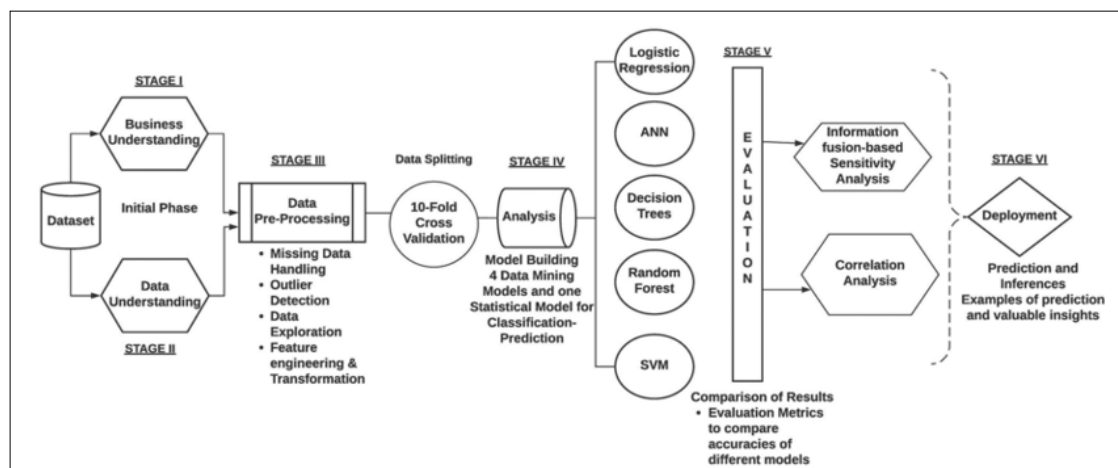 STAGE I
Business
Understanding
Dataset
Initial Phase
Data
Understanding
STAGE II
STAGE III
Data
Pre-Processing
• Missing Data
Handling
• Outlier
Detection
• Data
Exploration
• Feature
engineering &
Transformation
Data Splitting
10-Fold
Cross
Validation
STAGE IV
Analysis
Model Building
4 Data Mining
Models and one
Statistical Model for
Classification-
Prediction
Logistic
Regression
ANN
Decision
Trees
Random
Forest
SVM
STAGE V
EVALUATION
Comparison of Results
• Evaluation Metrics
to compare
accuracies of
different models
Information
fusion-based
Sensitivity
Analysis
Correlation
Analysis
STAGE VI
Deployment
Prediction and
Inferences
Examples of prediction
and valuable insights